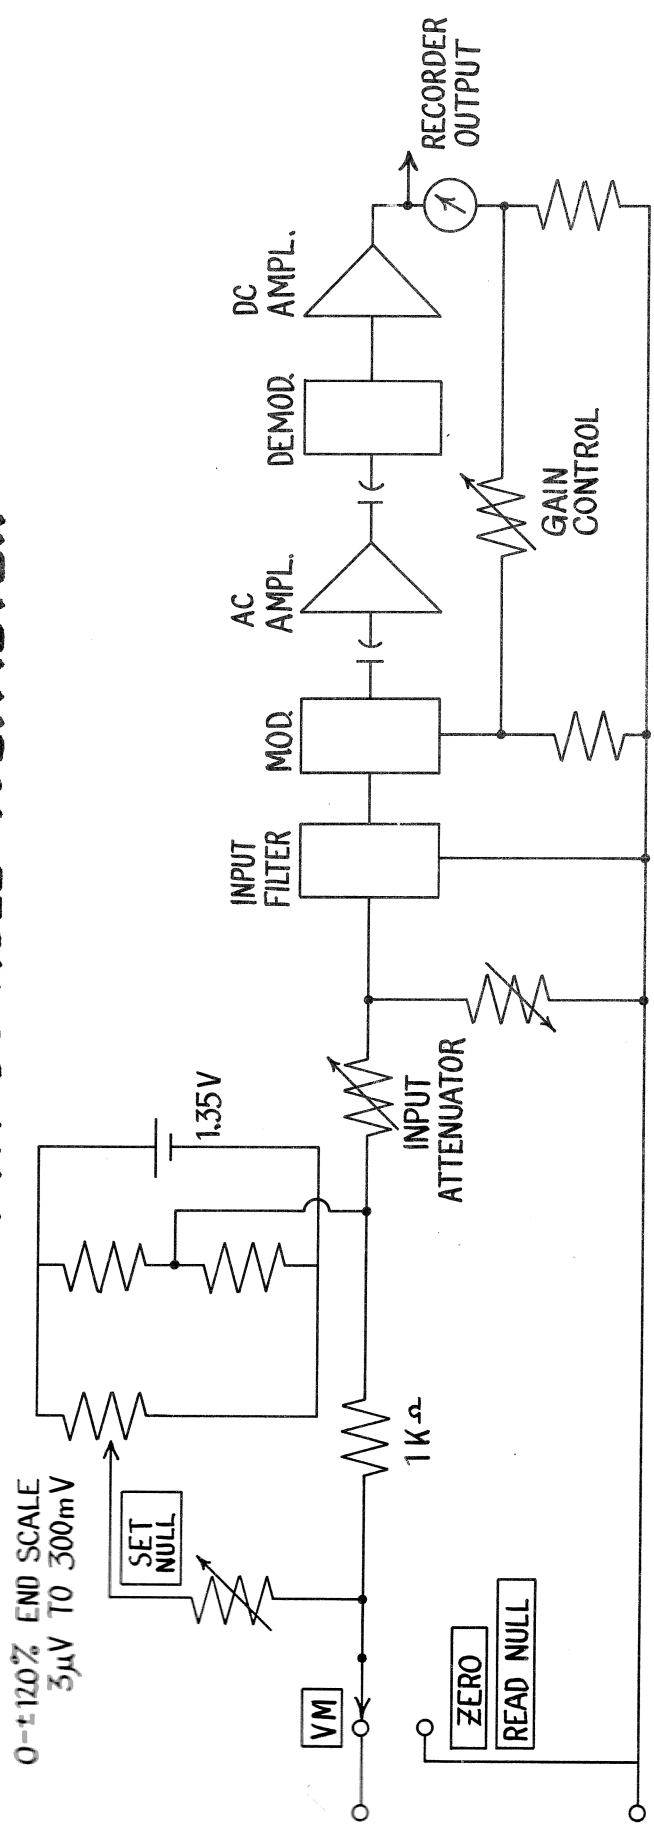 0-±120% END SCALE
3µV TO 300mV
SET
NULL
VM
ZERO
READ NULL
1KΩ
1.35V
INPUT
ATTENUATOR
INPUT
FILTER
MOD.
AC
AMPL.
DEMOD.
DC
AMPL.
GAIN
CONTROL
RECORDER
OUTPUT